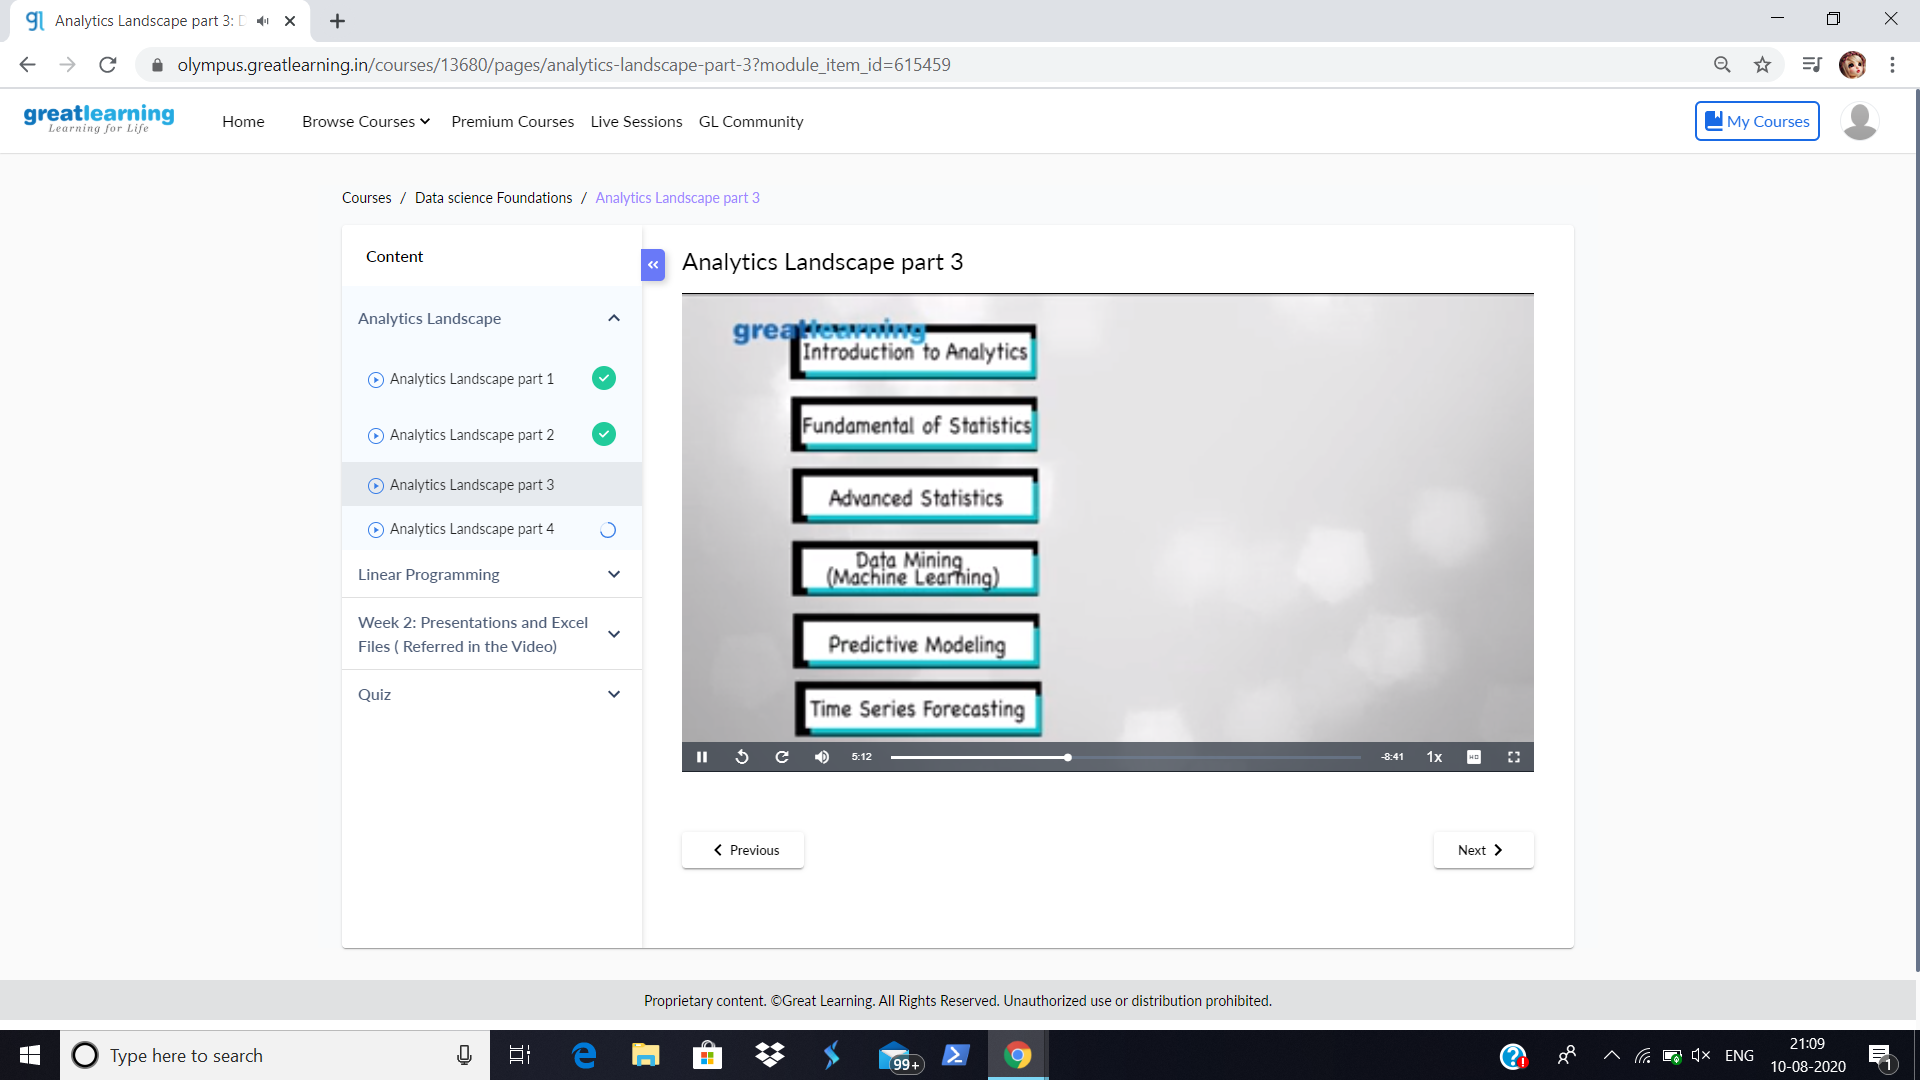 Analytics Landscape part 3: D
olympus.greatlearning.in/courses/13680/pages/analytics-landscape-part-3?module_item_id=615459
greatlearning
Learning for Life
Home
Browse Courses
Premium Courses
Live Sessions
GL Community
My Courses
Courses / Data science Foundations / Analytics Landscape part 3
Content
Analytics Landscape
Analytics Landscape part 1
Analytics Landscape part 2
Analytics Landscape part 3
Analytics Landscape part 4
Linear Programming
Week 2: Presentations and Excel
Files ( Referred in the Video)
Quiz
Analytics Landscape part 3
greatlearning
Introduction to Analytics
Fundamental of Statistics
Advanced Statistics
Data Mining
(Machine Learning)
Predictive Modeling
Time Series Forecasting
5:12
-8:41
1x
HD
Previous
Next
Proprietary content. ©Great Learning. All Rights Reserved. Unauthorized use or distribution prohibited.
Type here to search
99+
ENG
21:09
10-08-2020
1